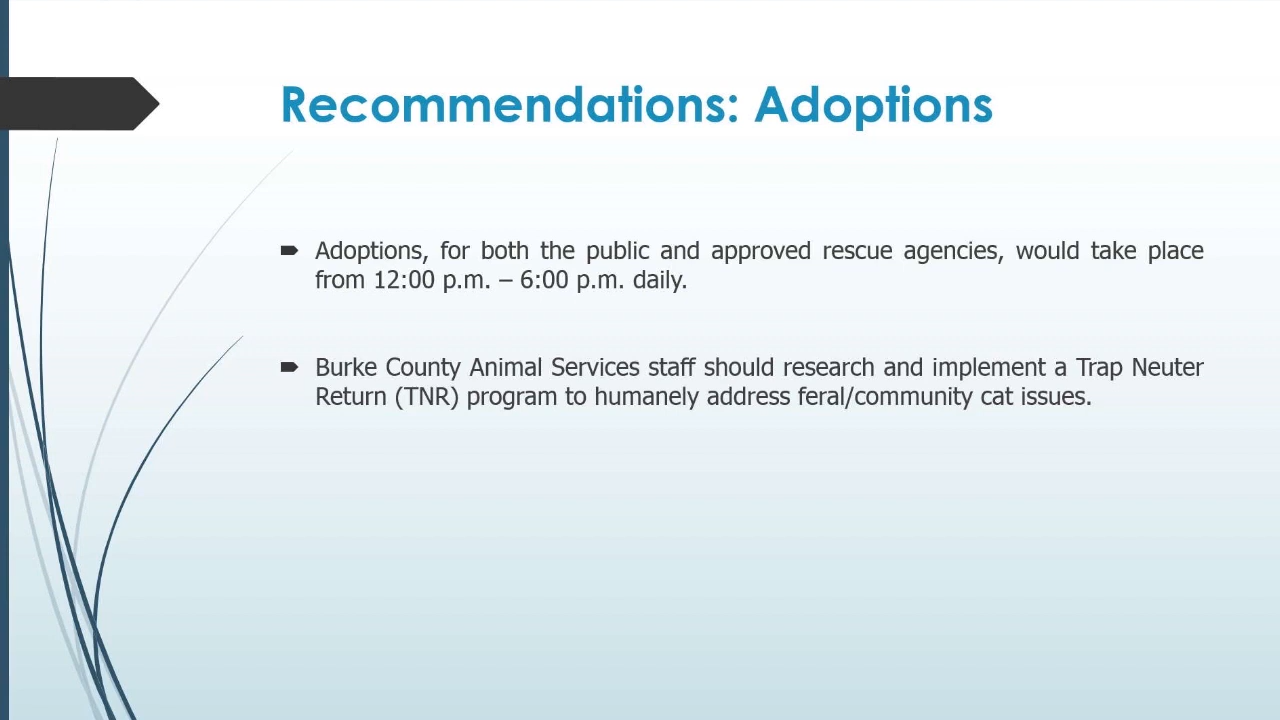 Recommendations: Adoptions
Adoptions, for both the public and approved rescue agencies, would take place
from 12:00 p.m. – 6:00 p.m. daily.
Burke County Animal Services staff should research and implement a Trap Neuter
Return (TNR) program to humanely address feral/community cat issues.